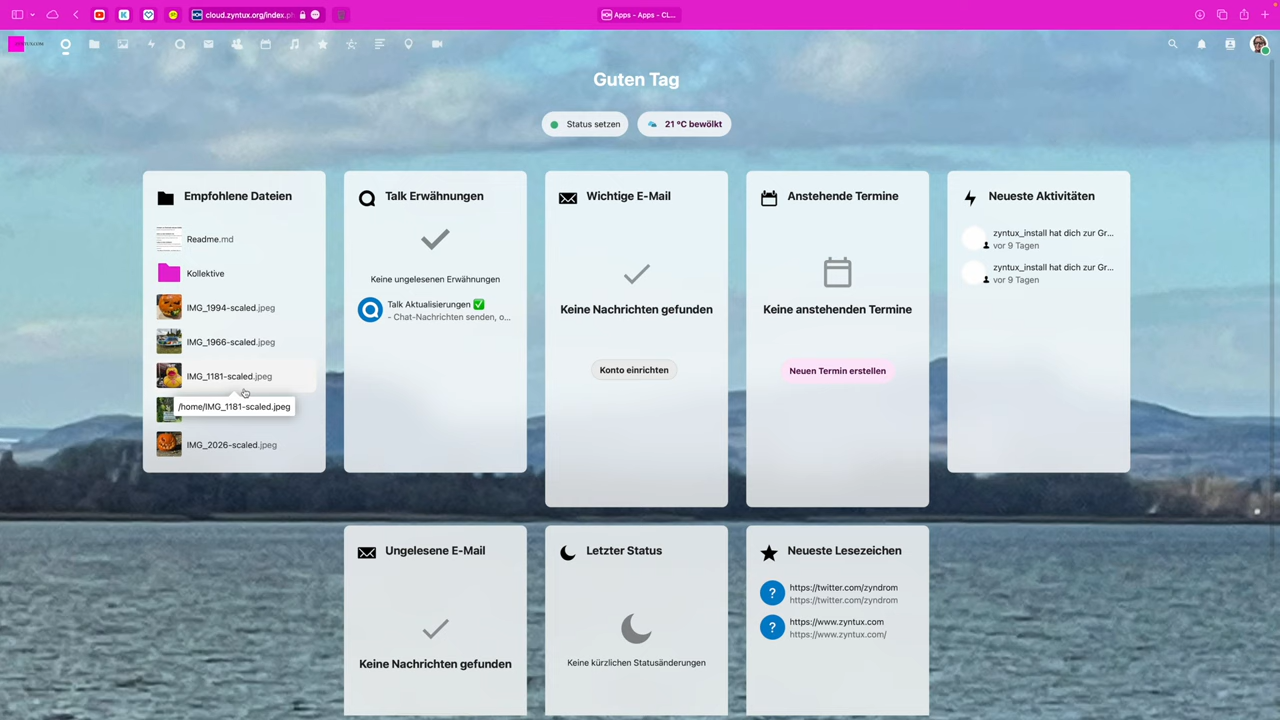 cloud.zyntux.org/index.p
Apps - Apps - CL...
Guten Tag
Status setzen
21 °C bewölkt
Empfohlene Dateien
Readme.md
Kollektive
IMG_1994-scaled.jpeg
IMG_1966-scaled.jpeg
IMG_1181-scaled.jpeg
/home/IMG_1181-scaled.jpeg
IMG_2026-scaled.jpeg
Talk Erwähnungen
Keine ungelesenen Erwähnungen
Talk Aktualisierungen ✅
- Chat-Nachrichten senden, o...
Wichtige E-Mail
Keine Nachrichten gefunden
Konto einrichten
Anstehende Termine
Keine anstehenden Termine
Neuen Termin erstellen
Neueste Aktivitäten
zyntux_install hat dich zur Gr...
vor 9 Tagen
zyntux_install hat dich zur Gr...
vor 9 Tagen
Ungelesene E-Mail
Keine Nachrichten gefunden
Letzter Status
Keine kürzlichen Statusänderungen
Neueste Lesezeichen
https://twitter.com/zyndrom
https://twitter.com/zyndrom
https://www.zyntux.com
https://www.zyntux.com/